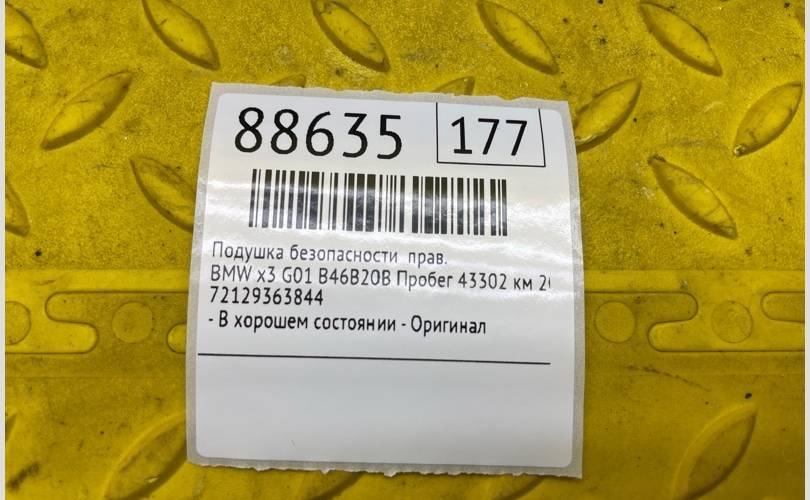 88635 177
Подушка безопасности прав.
BMW x3 G01 B46B20B Пробег 43302 км
72129363844
- В хорошем состоянии - Оригинал